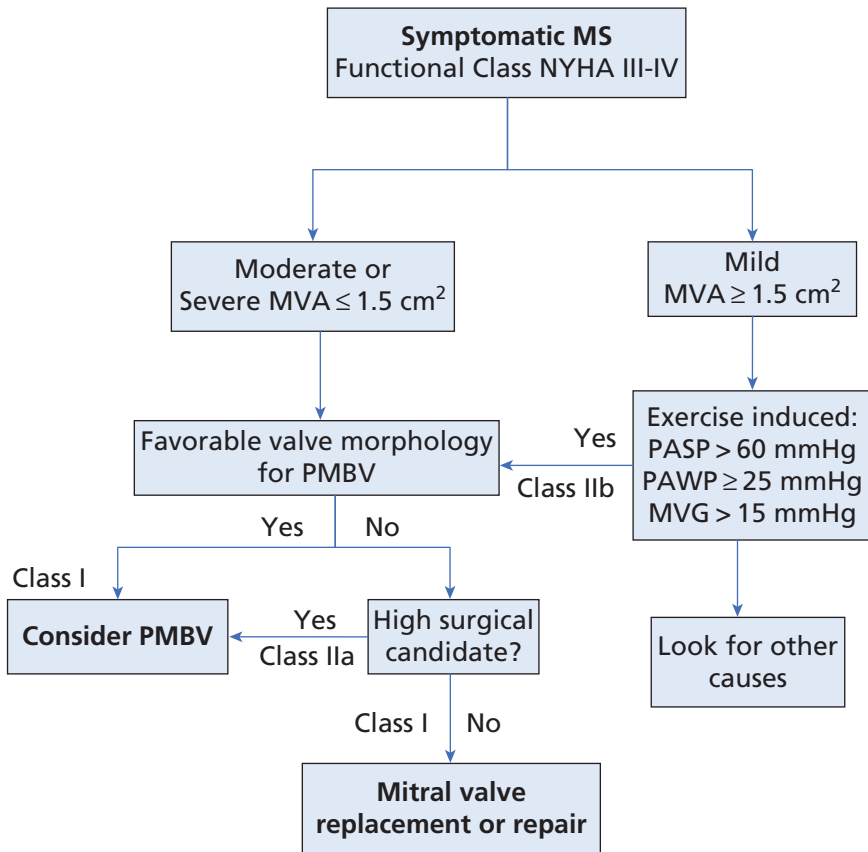 Symptomatic MS
Functional Class NYHA III-IV
Moderate or
Severe MVA ≤ 1.5 cm²
Mild
MVA ≥ 1.5 cm²
Favorable valve morphology
for PMBV
Yes
Class IIb
Exercise induced:
PASP > 60 mmHg
PAWP ≥ 25 mmHg
MVG > 15 mmHg
Yes
No
Class I
Consider PMBV
Yes
Class IIa
High surgical
candidate?
Look for other
causes
Class I
No
Mitral valve
replacement or repair